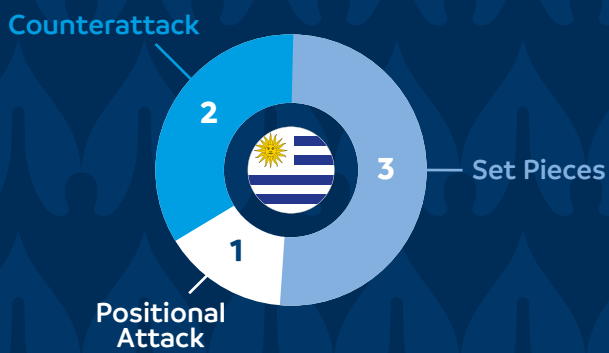 Counterattack
2
3
Set Pieces
1
Positional
Attack